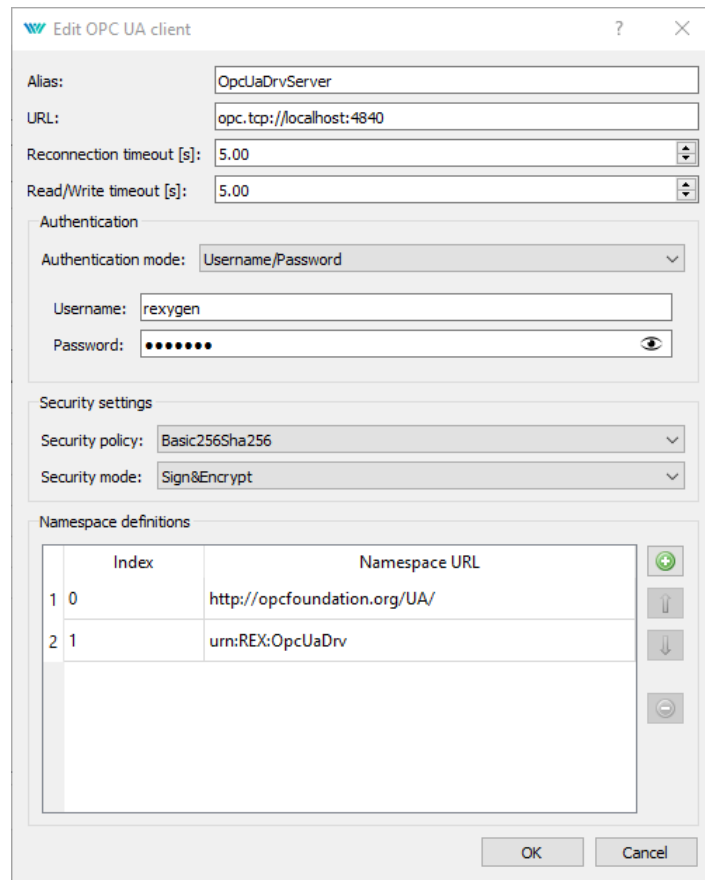 Edit OPC UA client ?
Alias: OpcUaDrvServer
URL: opc.tcp://localhost:4840
Reconnection timeout [s]: 5.00
Read/Write timeout [s]: 5.00
Authentication
Authentication mode: Username/Password
Username: rexygen
Password: ●●●●●●●
Security settings
Security policy: Basic256Sha256
Security mode: Sign&Encrypt
Namespace definitions
Index Namespace URL
1 0 http://opcfoundation.org/UA/
2 1 urn:REX:OpcUaDrv
OK Cancel